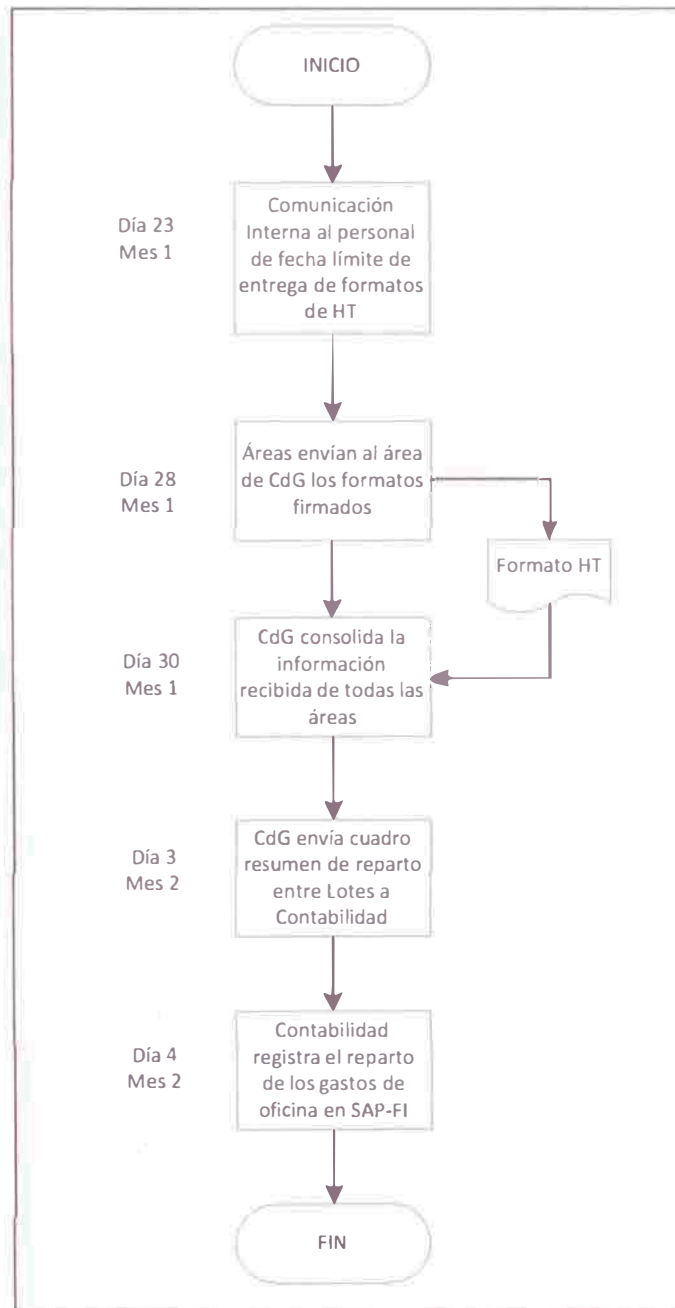 INICIO
Día 23
Mes 1
Comunicación
Interna al personal
de fecha límite de
entrega de formatos
de HT
Día 28
Mes 1
Áreas envían al área
de CdG los formatos
firmados
Formato HT
Día 30
Mes 1
CdG consolida la
información
recibida de todas las
áreas
Día 3
Mes 2
CdG envía cuadro
resumen de reparto
entre Lotes a
Contabilidad
Día 4
Mes 2
Contabilidad
registra el reparto
de los gastos de
oficina en SAP-FI
FIN